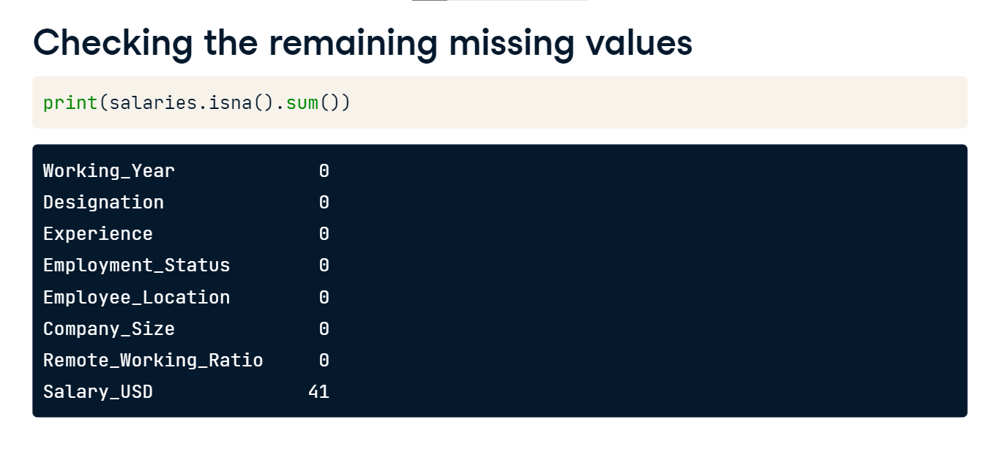 Checking the remaining missing values
print(salaries.isna().sum())
Working_Year 0
Designation 0
Experience 0
Employment_Status 0
Employee_Location 0
Company_Size 0
Remote_Working_Ratio 0
Salary_USD 41